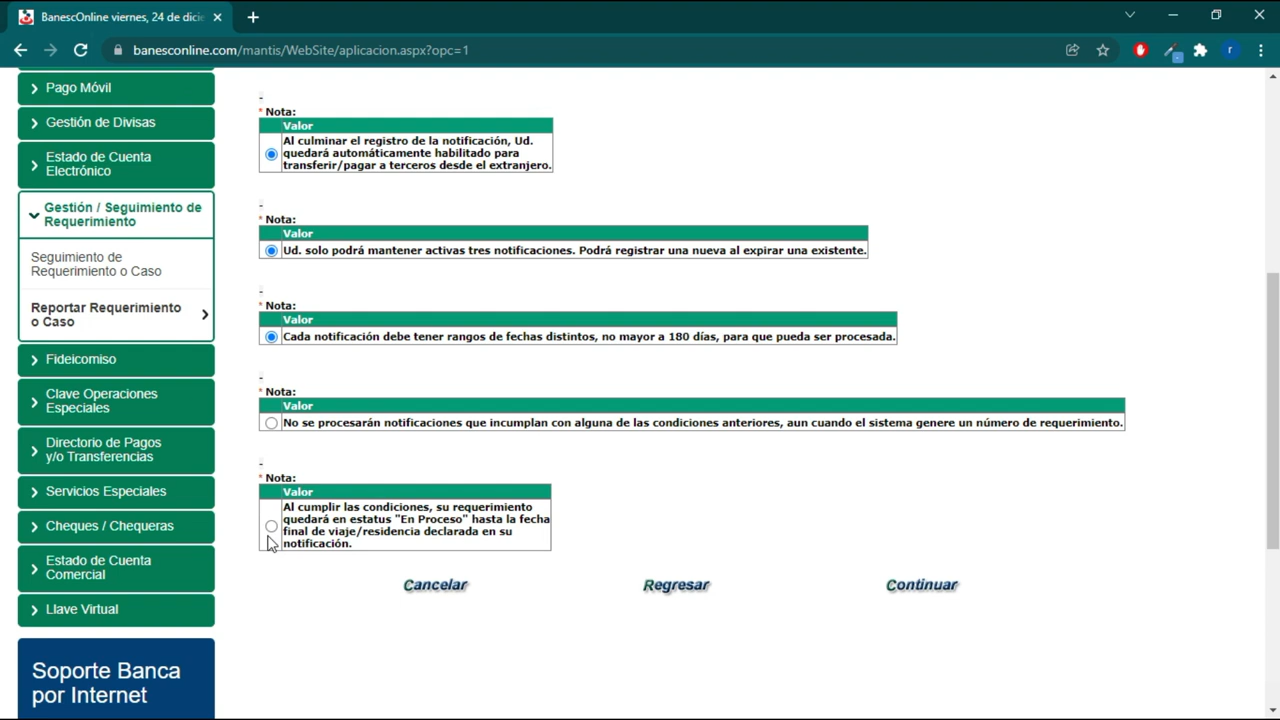 BanescOnline viernes, 24 de dici
banesconline.com/mantis/WebSite/aplicacion.aspx?opc=1
r
Pago Móvil
Gestión de Divisas
Estado de Cuenta
Electrónico
Gestión / Seguimiento de
Requerimiento
Seguimiento de
Requerimiento o Caso
Reportar Requerimiento
o Caso
Fideicomiso
Clave Operaciones
Especiales
Directorio de Pagos
y/o Transferencias
Servicios Especiales
Cheques / Chequeras
Estado de Cuenta
Comercial
Llave Virtual
Soporte Banca
por Internet
-
* Nota:
Valor
Al culminar el registro de la notificación, Ud.
quedará automáticamente habilitado para
transferir/pagar a terceros desde el extranjero.
-
* Nota:
Valor
Ud. solo podrá mantener activas tres notificaciones. Podrá registrar una nueva al expirar una existente.
-
* Nota:
Valor
Cada notificación debe tener rangos de fechas distintos, no mayor a 180 días, para que pueda ser procesada.
-
* Nota:
Valor
No se procesarán notificaciones que incumplan con alguna de las condiciones anteriores, aun cuando el sistema genere un número de requerimiento.
-
* Nota:
Valor
Al cumplir las condiciones, su requerimiento
quedará en estatus "En Proceso" hasta la fecha
final de viaje/residencia declarada en su
notificación.
Cancelar
Regresar
Continuar